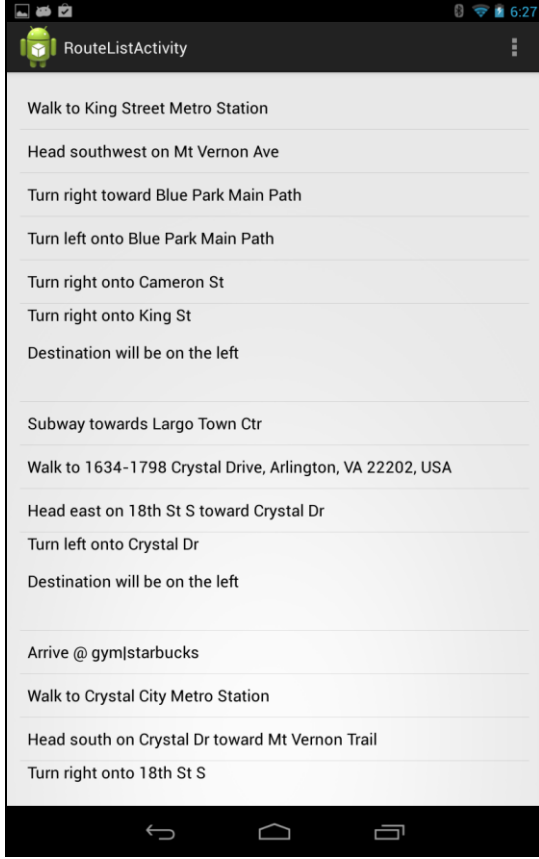 6:27
RouteListActivity
Walk to King Street Metro Station
Head southwest on Mt Vernon Ave
Turn right toward Blue Park Main Path
Turn left onto Blue Park Main Path
Turn right onto Cameron St
Turn right onto King St
Destination will be on the left
Subway towards Largo Town Ctr
Walk to 1634-1798 Crystal Drive, Arlington, VA 22202, USA
Head east on 18th St S toward Crystal Dr
Turn left onto Crystal Dr
Destination will be on the left
Arrive @ gym|starbucks
Walk to Crystal City Metro Station
Head south on Crystal Dr toward Mt Vernon Trail
Turn right onto 18th St S